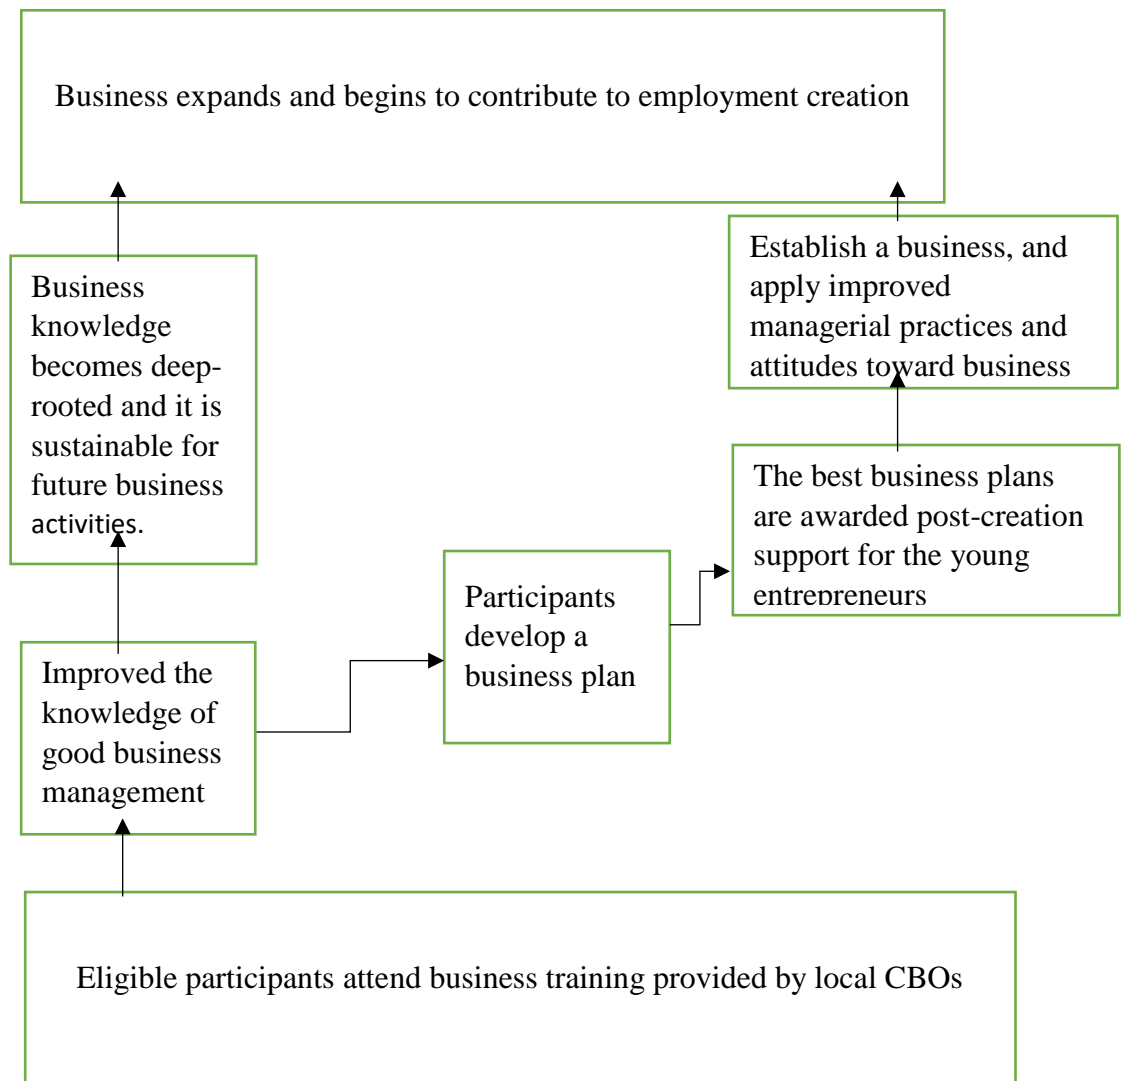 Business expands and begins to contribute to employment creation
Establish a business, and
apply improved
managerial practices and
attitudes toward business
Business
knowledge
becomes deep-
rooted and it is
sustainable for
future business
activities.
The best business plans
are awarded post-creation
support for the young
entrepreneurs
Participants
develop a
business plan
Improved the
knowledge of
good business
management
Eligible participants attend business training provided by local CBOs